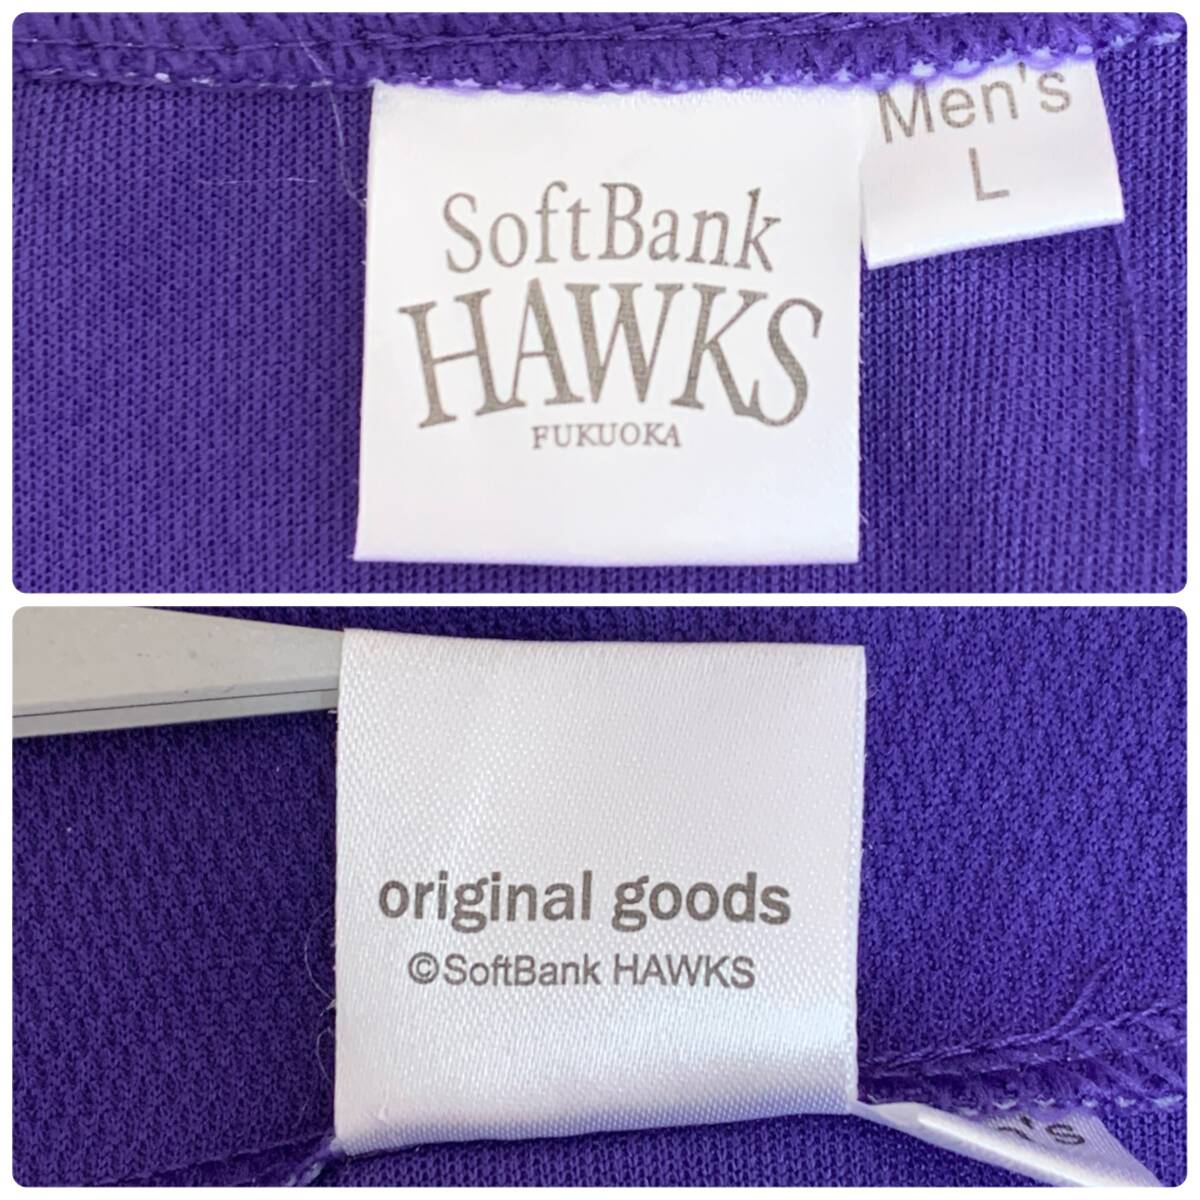 SoftBank
HAWKS
FUKUOKA
Men's
L
original goods
©SoftBank HAWKS
's